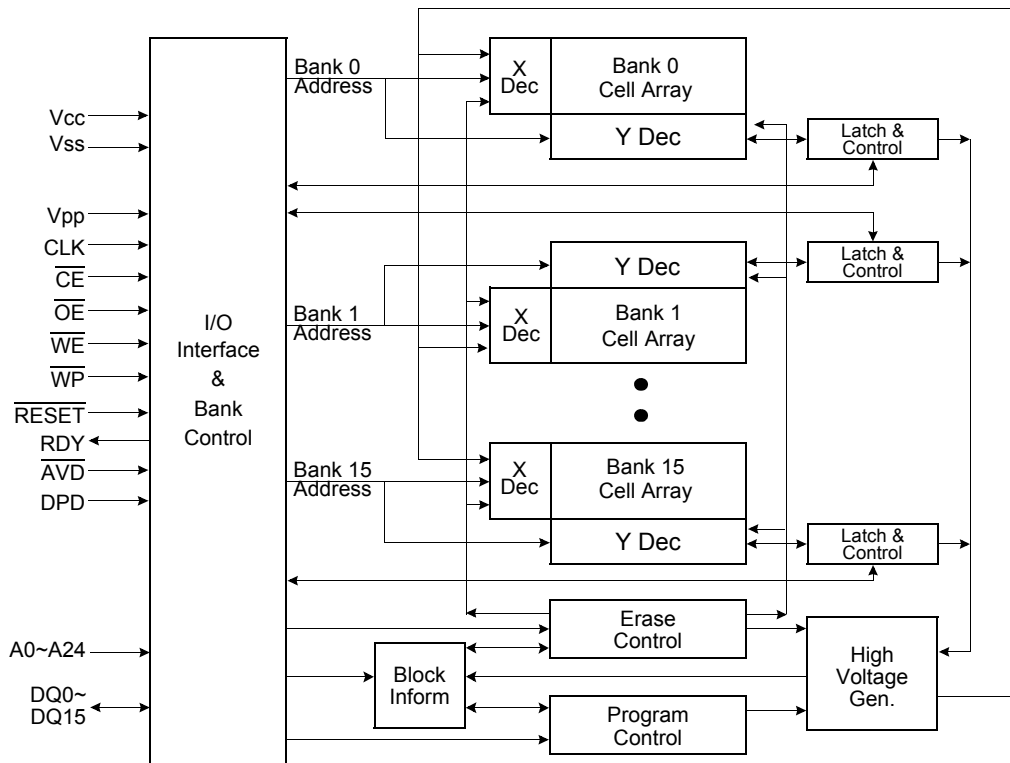 Vcc
Vss
Vpp
CLK
CE
OE
WE
WP
RESET
RDY
AVD
DPD
A0~A24
DQ0~
DQ15
I/O
Interface
&
Bank
Control
Bank 0
Address
X
Dec
Bank 0
Cell Array
Y Dec
Latch &
Control
Y Dec
Latch &
Control
Bank 1
Address
X
Dec
Bank 1
Cell Array
Bank 15
Address
X
Dec
Bank 15
Cell Array
Y Dec
Latch &
Control
Erase
Control
Block
Inform
Program
Control
High
Voltage
Gen.